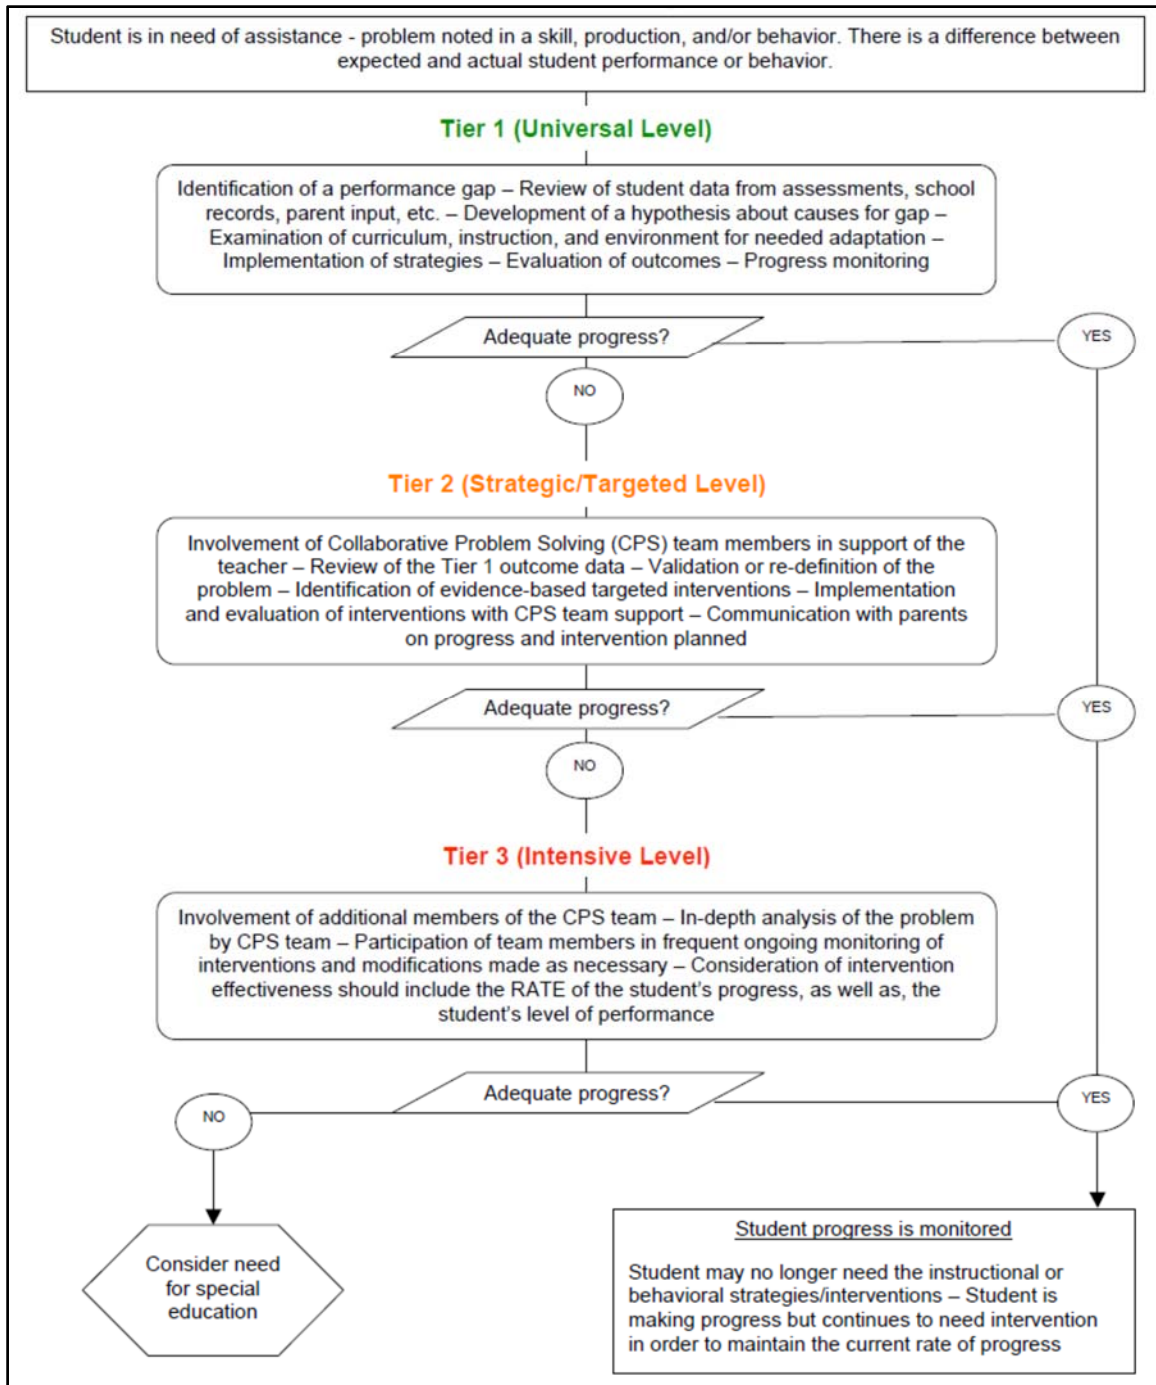 Student is in need of assistance - problem noted in a skill, production, and/or behavior. There is a difference between
expected and actual student performance or behavior.
Tier 1 (Universal Level)
Identification of a performance gap – Review of student data from assessments, school
records, parent input, etc. – Development of a hypothesis about causes for gap –
Examination of curriculum, instruction, and environment for needed adaptation –
Implementation of strategies – Evaluation of outcomes – Progress monitoring
Adequate progress?
YES
NO
Tier 2 (Strategic/Targeted Level)
Involvement of Collaborative Problem Solving (CPS) team members in support of the
teacher – Review of the Tier 1 outcome data – Validation or re-definition of the
problem – Identification of evidence-based targeted interventions – Implementation
and evaluation of interventions with CPS team support – Communication with parents
on progress and intervention planned
Adequate progress?
YES
NO
Tier 3 (Intensive Level)
Involvement of additional members of the CPS team – In-depth analysis of the problem
by CPS team – Participation of team members in frequent ongoing monitoring of
interventions and modifications made as necessary – Consideration of intervention
effectiveness should include the RATE of the student's progress, as well as, the
student's level of performance
Adequate progress?
YES
NO
Consider need
for special
education
Student progress is monitored
Student may no longer need the instructional or
behavioral strategies/interventions – Student is
making progress but continues to need intervention
in order to maintain the current rate of progress